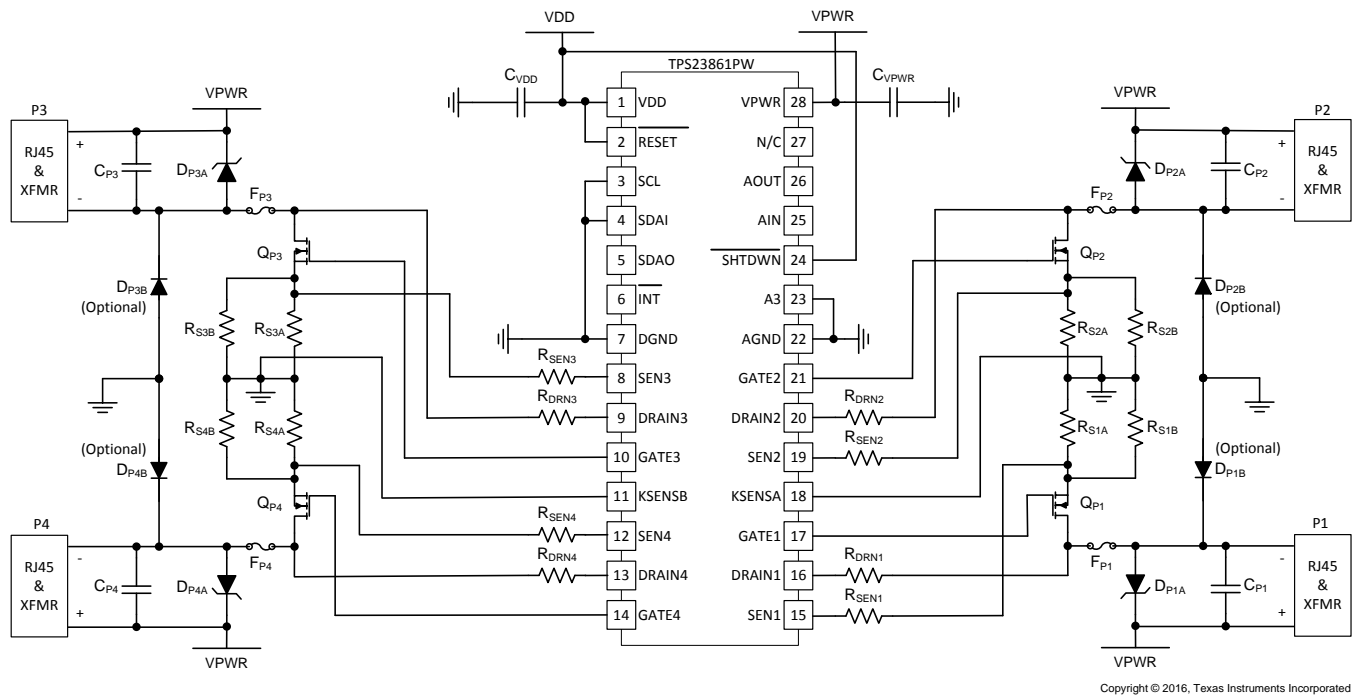 VDD
VPWR
TPS23861PW
CVDD
CVPWR
1 VDD
2 RESET
3 SCL
4 SDAI
5 SDAO
6 INT
7 DGND
8 SEN3
9 DRAIN3
10 GATE3
11 KSENSB
12 SEN4
13 DRAIN4
14 GATE4
VPWR 28
N/C 27
AOUT 26
AIN 25
SHTDWN 24
A3 23
AGND 22
GATE2 21
DRAIN2 20
SEN2 19
KSENSA 18
GATE1 17
DRAIN1 16
SEN1 15
P3
RJ45
&
XFMR
+
-
VPWR
CP3
DP3A
FP3
QP3
DP3B
(Optional)
RS3B
RS3A
RSEN3
RDRN3
RS4B
RS4A
(Optional)
DP4B
QP4
RSEN4
RDRN4
P4
RJ45
&
XFMR
-
+
CP4
DP4A
FP4
VPWR
P2
RJ45
&
XFMR
+
-
VPWR
DP2A
CP2
FP2
QP2
DP2B
(Optional)
RS2A
RS2B
RDRN2
RSEN2
RS1A
RS1B
(Optional)
DP1B
QP1
RDRN1
RSEN1
P1
RJ45
&
XFMR
-
+
FP1
DP1A
CP1
VPWR
Copyright © 2016, Texas Instruments Incorporated